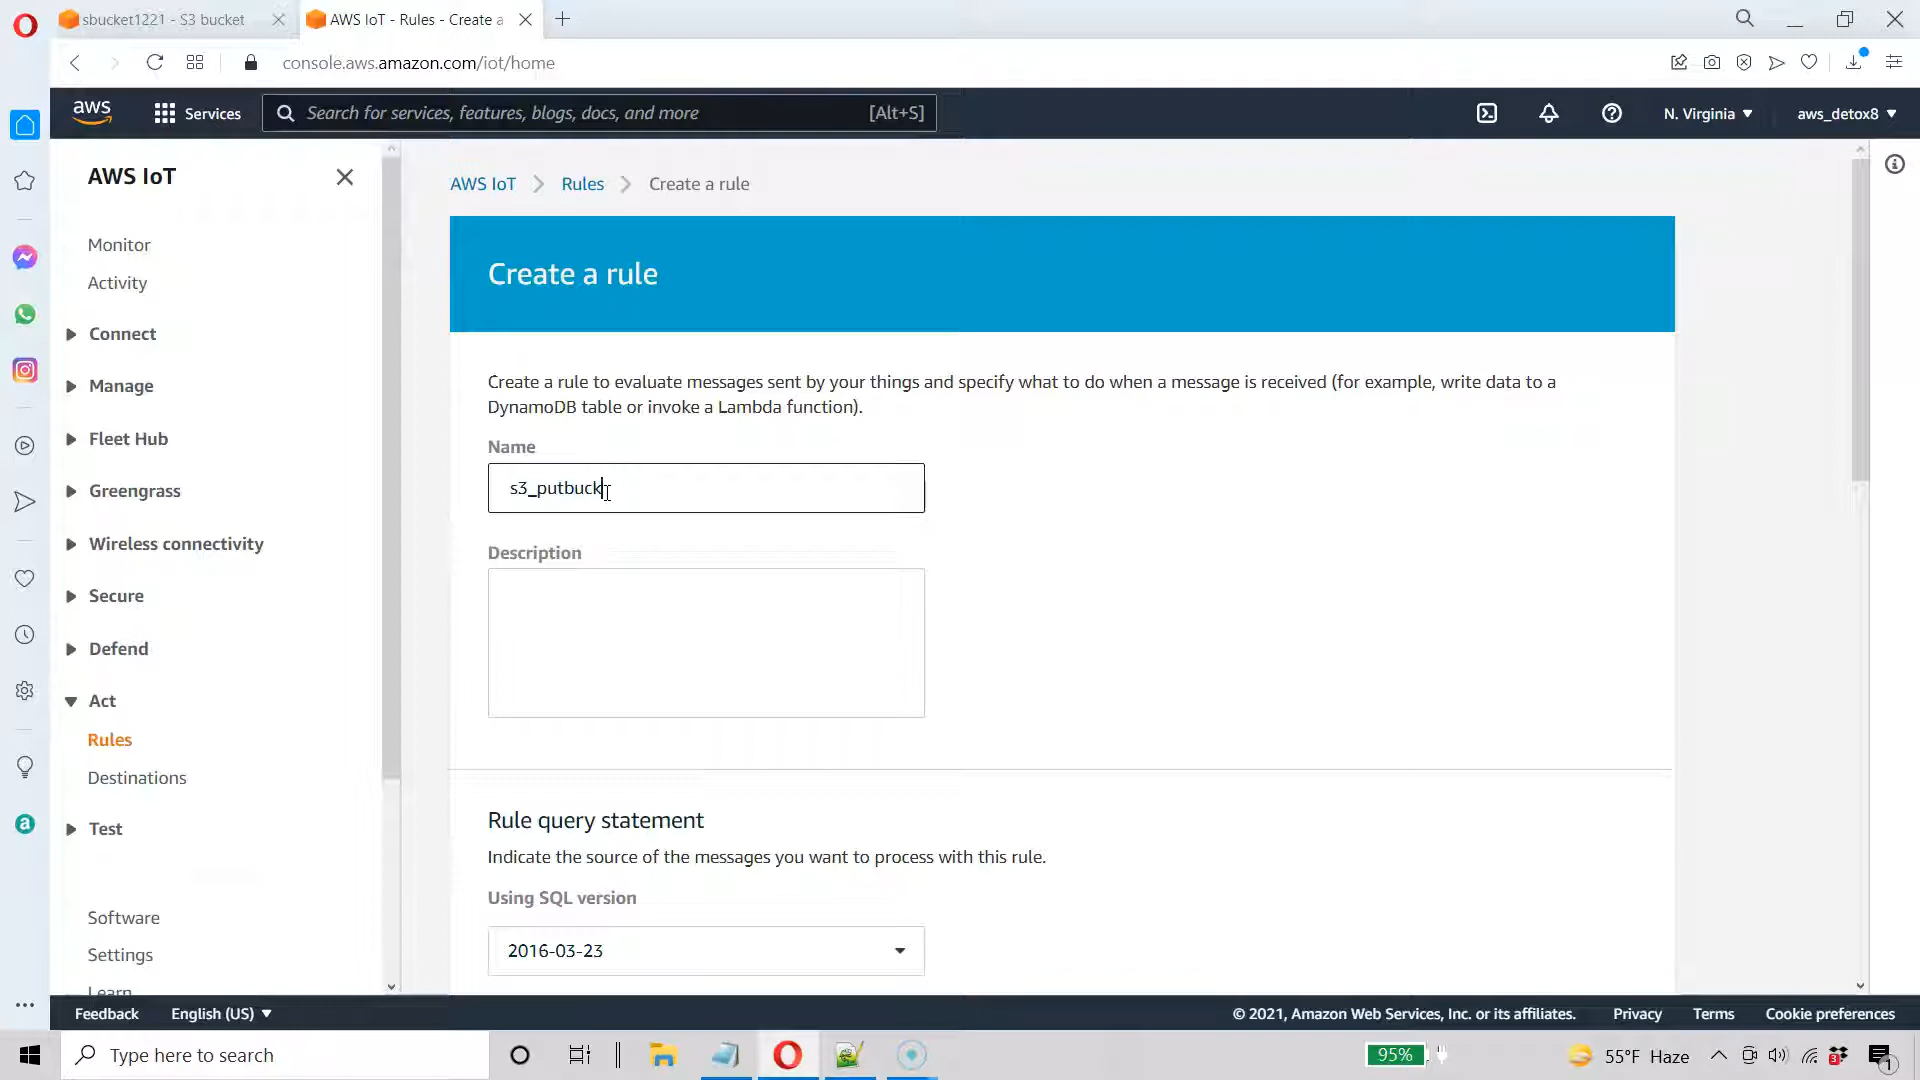 sbucket1221 - S3 bucket
AWS IoT - Rules - Create a
console.aws.amazon.com/iot/home
aws
Services
Search for services, features, blogs, docs, and more
[Alt+S]
N. Virginia
aws_detox8
AWS IoT
Monitor
Activity
Connect
Manage
Fleet Hub
Greengrass
Wireless connectivity
Secure
Defend
Act
Rules
Destinations
Test
Software
Settings
Learn
AWS IoT
Rules
Create a rule
Create a rule
Create a rule to evaluate messages sent by your things and specify what to do when a message is received (for example, write data to a
DynamoDB table or invoke a Lambda function).
Name
s3_putbuck
Description
Rule query statement
Indicate the source of the messages you want to process with this rule.
Using SQL version
2016-03-23
Feedback
English (US)
© 2021, Amazon Web Services, Inc. or its affiliates.
Privacy
Terms
Cookie preferences
Type here to search
95%
55°F Haze
3
1